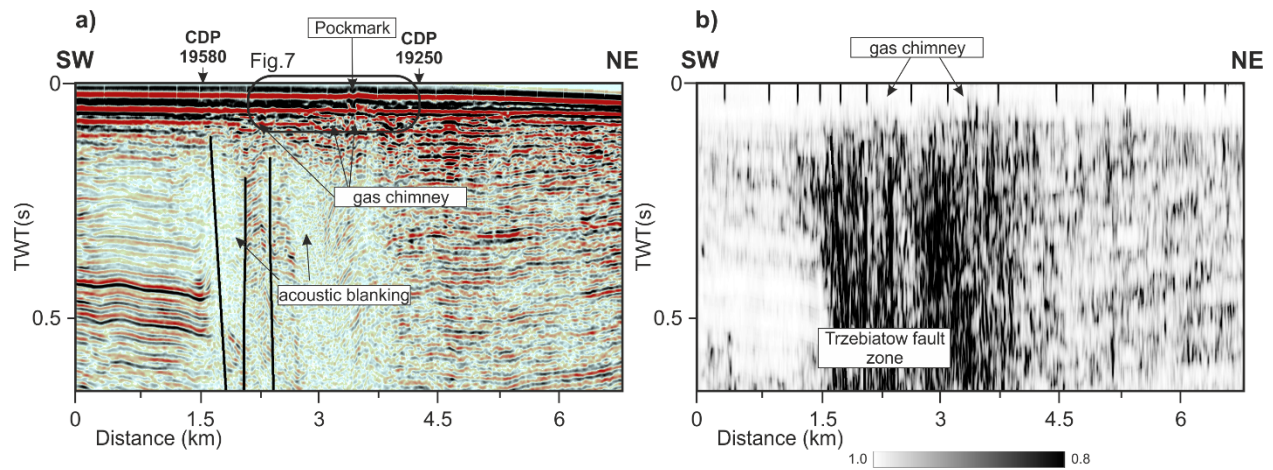 a)
Pockmark
CDP
19580
CDP
19250
SW
Fig.7
NE
0
gas chimney
acoustic blanking
0.5
TWT(s)
0
1.5
3
4.5
6
Distance (km)
b)
gas chimney
SW
NE
0
0.5
TWT(s)
Trzebiatow fault
zone
0
1.5
3
4.5
6
Distance (km)
1.0
0.8